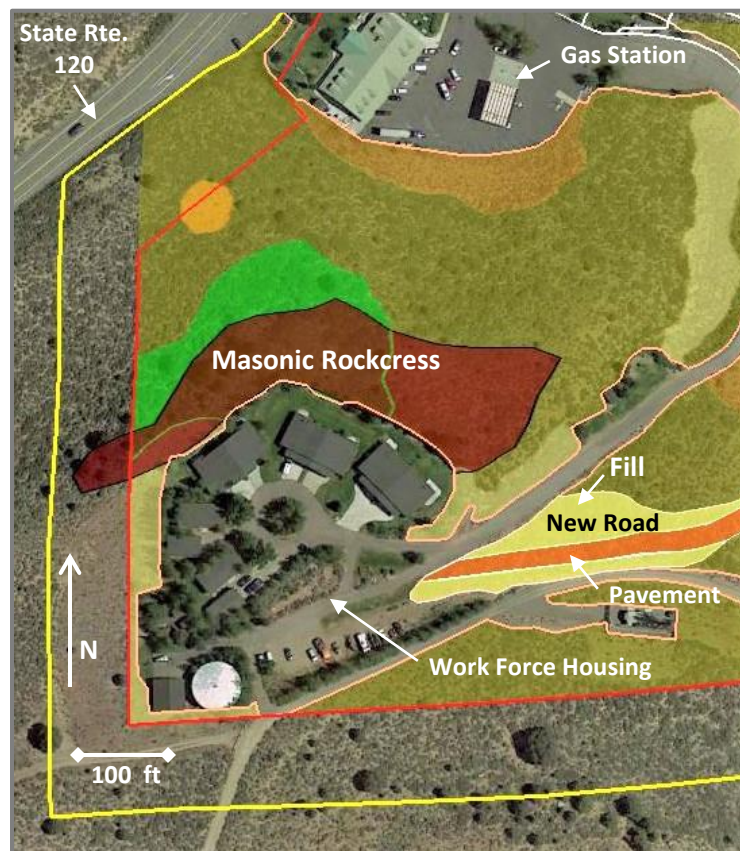 State Rte.
120
Gas Station
Masonic Rockcress
Fill
New Road
Pavement
Work Force Housing
N
100 ft